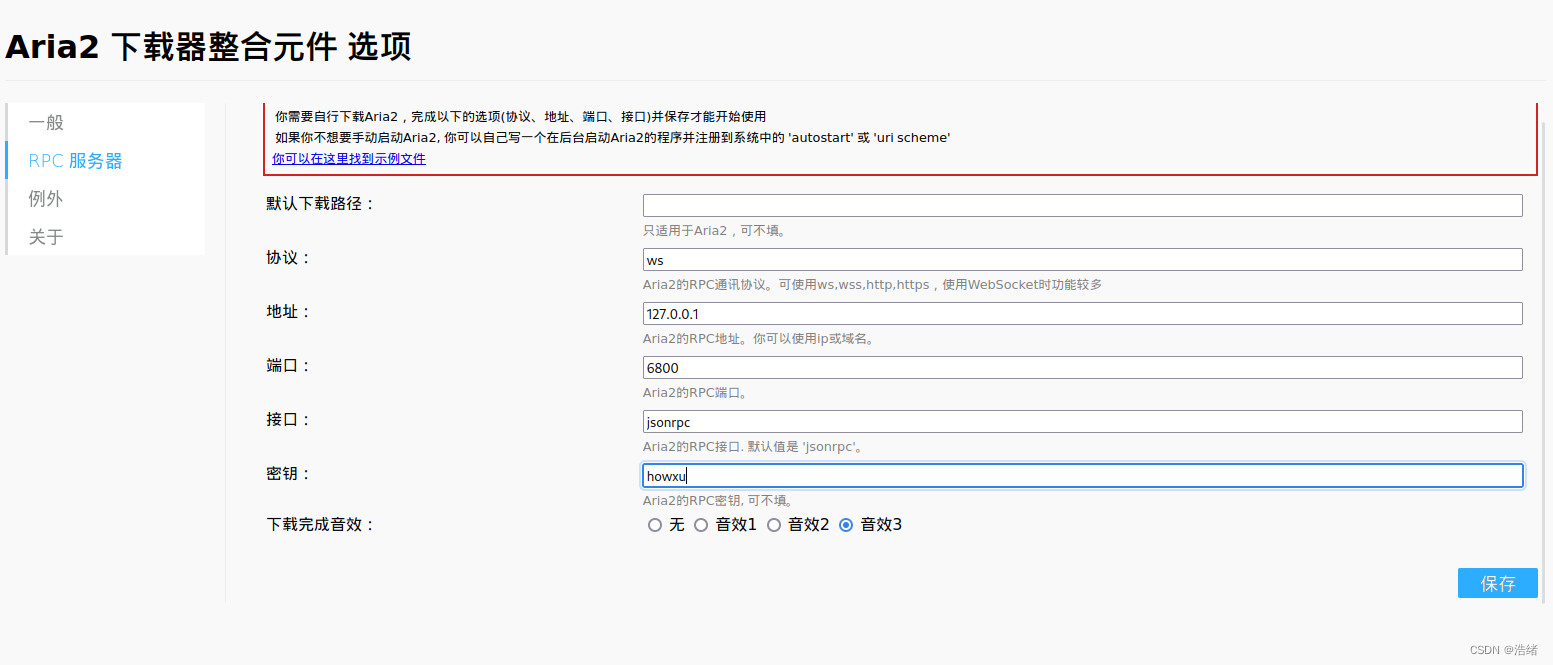 Aria2 下载器整合元件 选项
一般
RPC 服务器
例外
关于
你需要自行下载Aria2，完成以下的选项(协议、地址、端口、接口)并保存才能开始使用
如果你不想要手动启动Aria2, 你可以自己写一个在后台启动Aria2的程序并注册到系统中的 'autostart' 或 'uri scheme'
你可以在这里找到示例文件
默认下载路径：
只适用于Aria2，可不填。
协议： ws
Aria2的RPC通讯协议。可使用ws,wss,http,https，使用WebSocket时功能较多
地址： 127.0.0.1
Aria2的RPC地址。你可以使用ip或域名。
端口： 6800
Aria2的RPC端口。
接口： jsonrpc
Aria2的RPC接口. 默认值是 'jsonrpc'。
密钥： howxu
Aria2的RPC密钥, 可不填。
下载完成音效： 无 音效1 音效2 音效3
保存
CSDN @浩绪